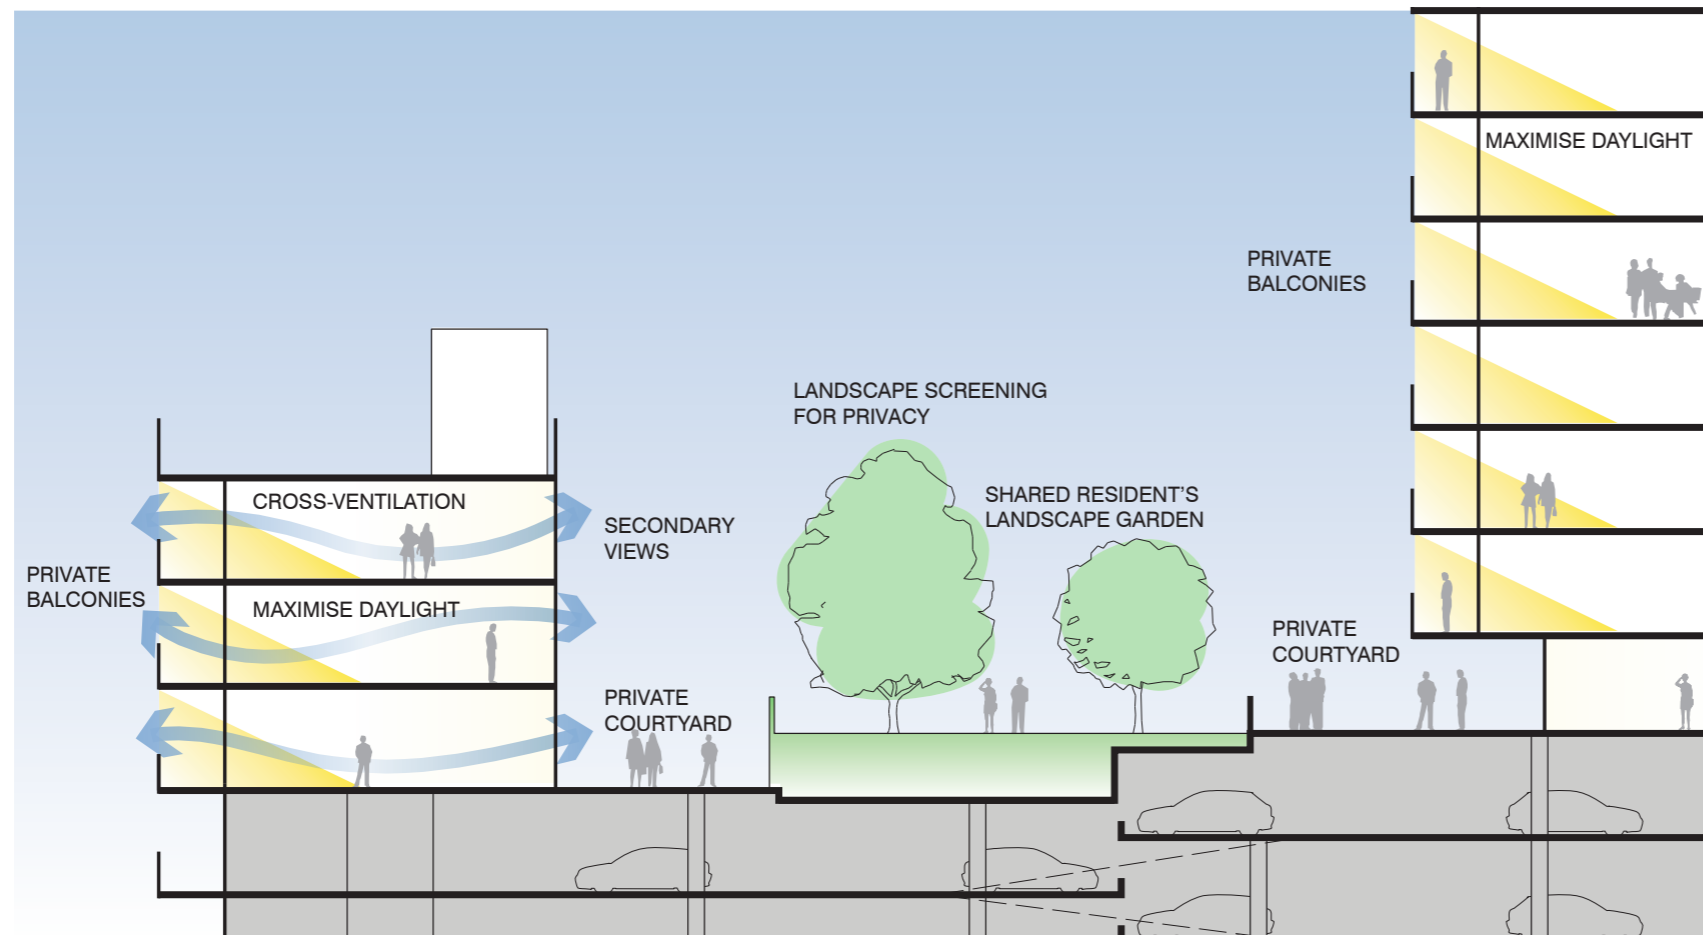 MAXIMISE DAYLIGHT
PRIVATE
BALCONIES
LANDSCAPE SCREENING
FOR PRIVACY
SHARED RESIDENT'S
LANDSCAPE GARDEN
CROSS-VENTILATION
SECONDARY
VIEWS
PRIVATE
BALCONIES
MAXIMISE DAYLIGHT
PRIVATE
COURTYARD
PRIVATE
COURTYARD